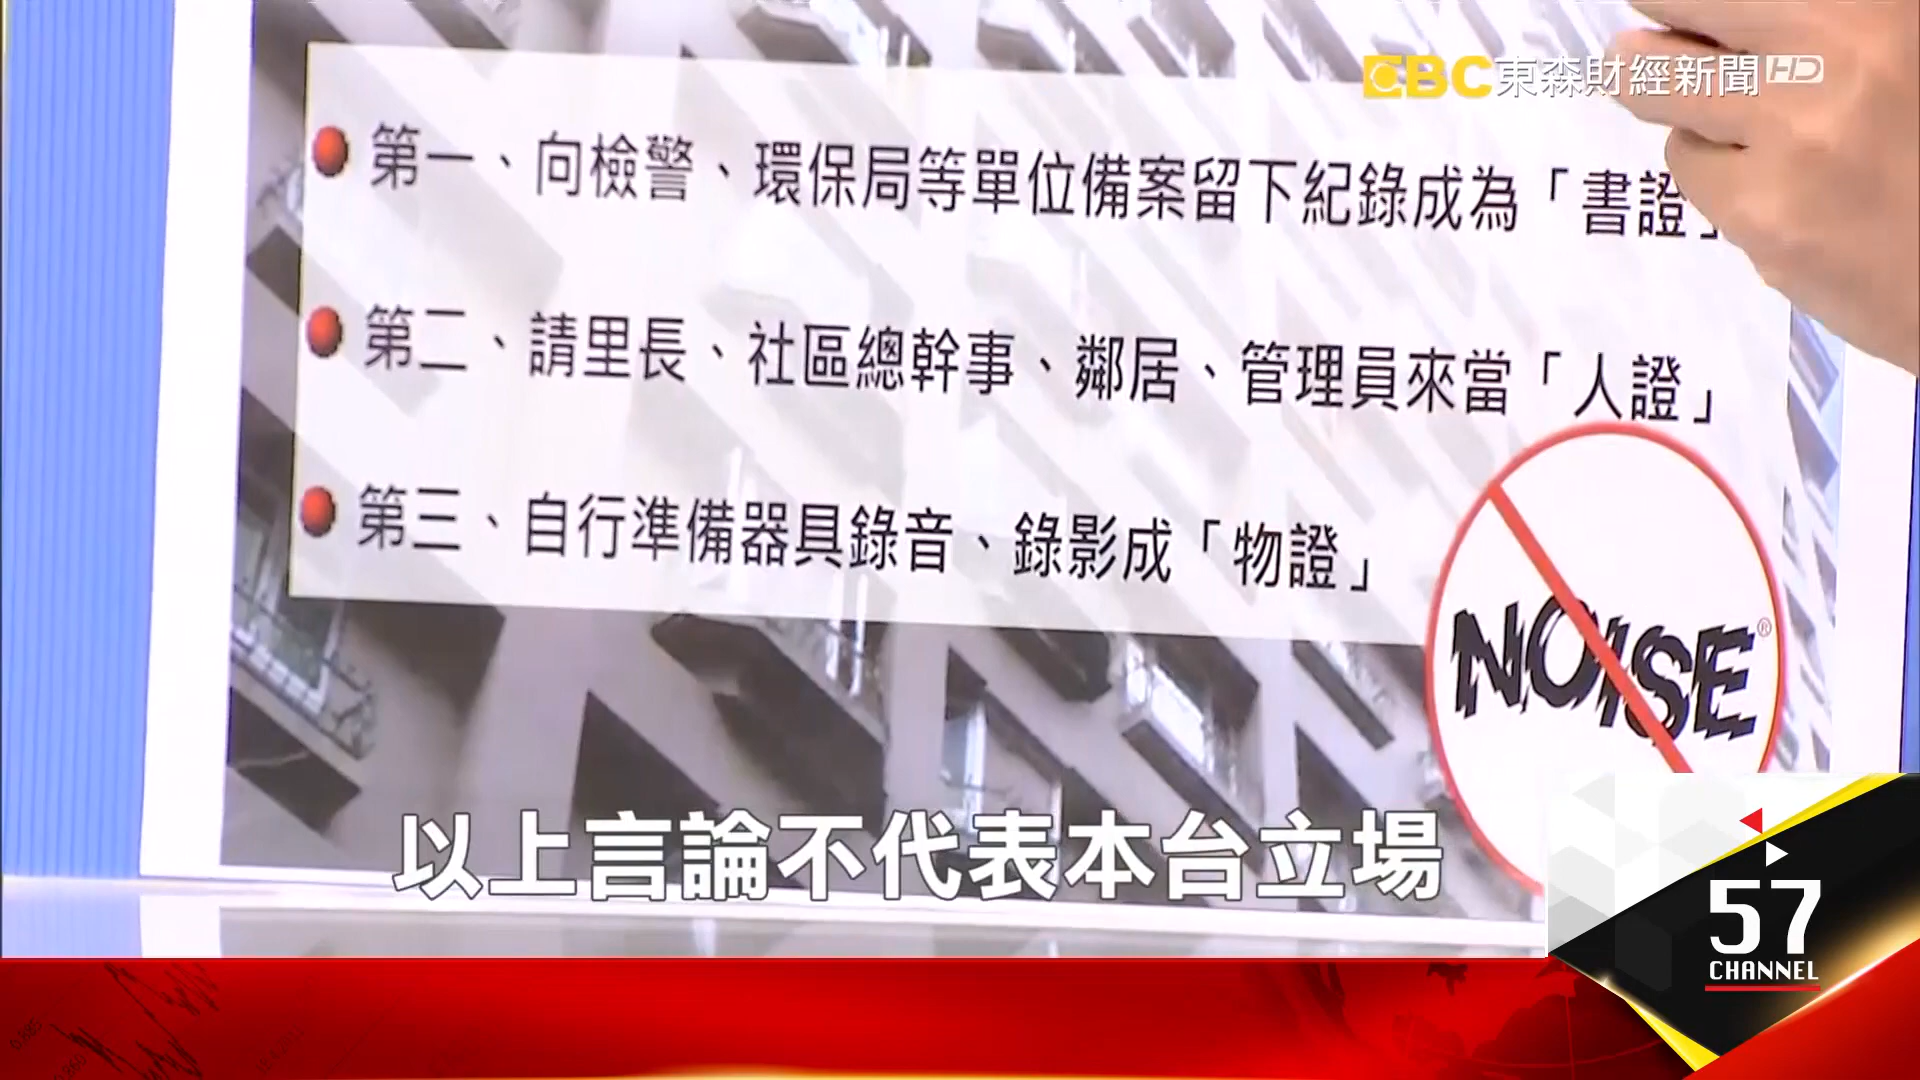 EBC東森財經新聞HD
第一、向檢警、環保局等單位備案留下紀錄成為「書證」
第二、請里長、社區總幹事、鄰居、管理員來當「人證」
第三、自行準備器具錄音、錄影成「物證」
NOISE®
以上言論不代表本台立場
57
CHANNEL